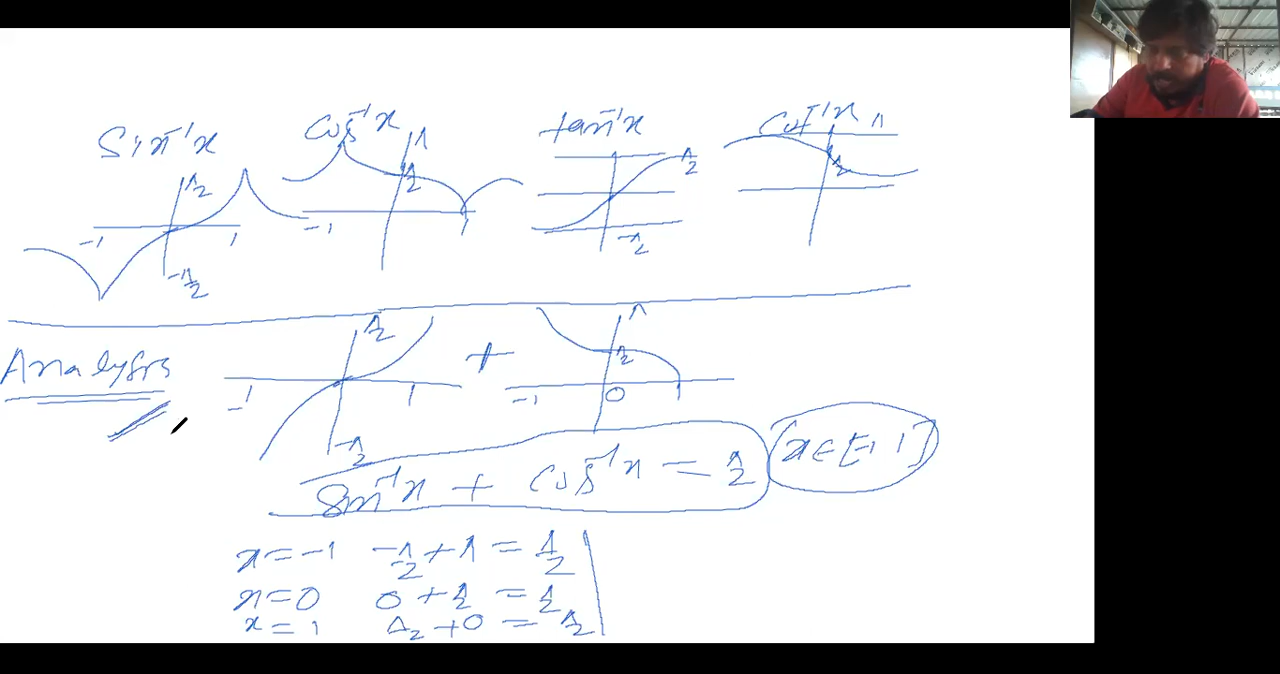 Sin⁻¹x Cos⁻¹x tan⁻¹x Cot⁻¹x
π/2 -1 1 -π/2
π π/2 -1 1
π/2 -π/2
π π/2
Analysis
π/2 -1 1 -π/2 + π π/2 -1 0 1
Sin⁻¹x + Cos⁻¹x = π/2 [x∈[-1, 1]
x = -1 -π/2 + π = π/2
x = 0 0 + π/2 = π/2
x = 1 π/2 + 0 = π/2